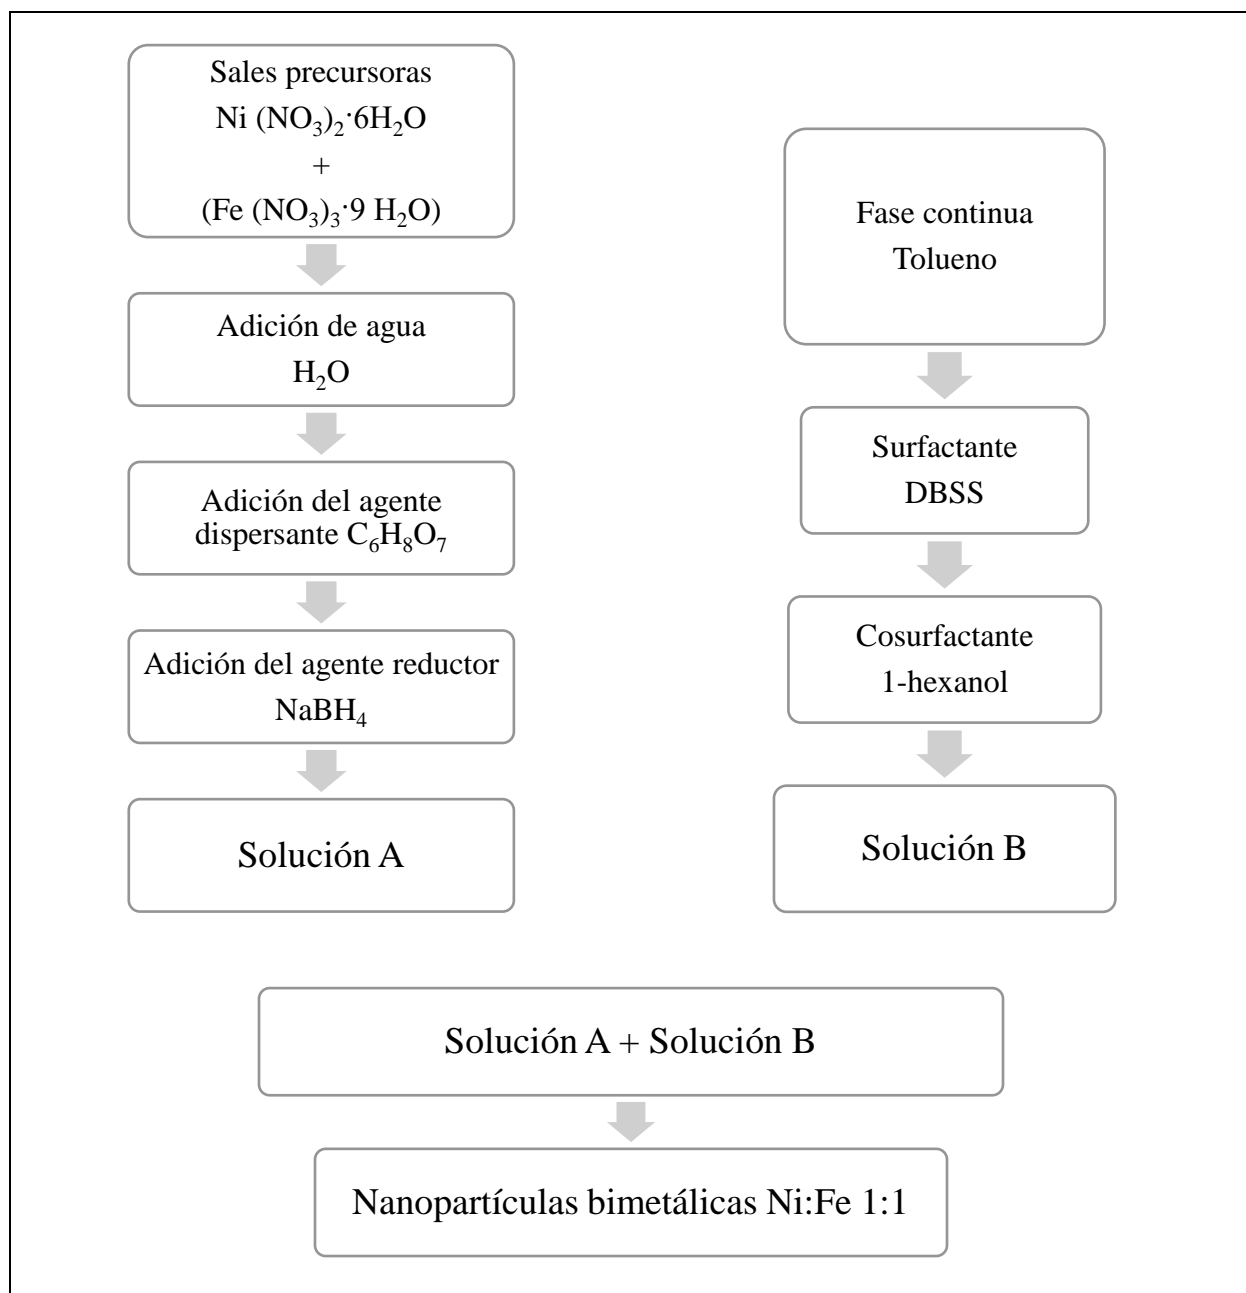 Sales precursoras
Ni (NO₃)₂·6H₂O
+
(Fe (NO₃)₃·9 H₂O)
Adición de agua
H₂O
Adición del agente
dispersante C₆H₈O₇
Adición del agente reductor
NaBH₄
Solución A
Fase continua
Tolueno
Surfactante
DBSS
Cosurfactante
1-hexanol
Solución B
Solución A + Solución B
Nanopartículas bimetálicas Ni:Fe 1:1